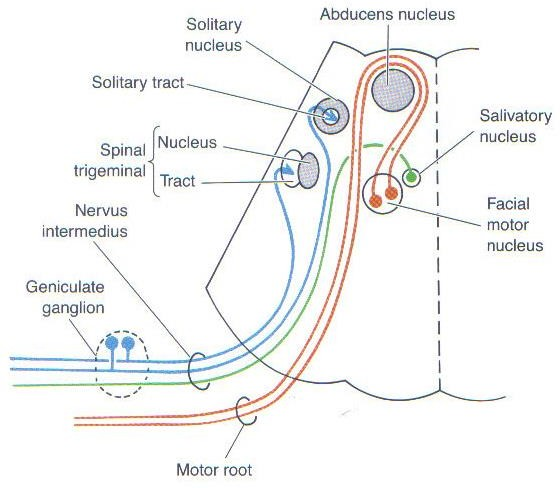 Abducens nucleus
Solitary
nucleus
Solitary tract
Salivatory
nucleus
Spinal
trigeminal
Nucleus
Tract
Nervus
intermedius
Facial
motor
nucleus
Geniculate
ganglion
Motor root